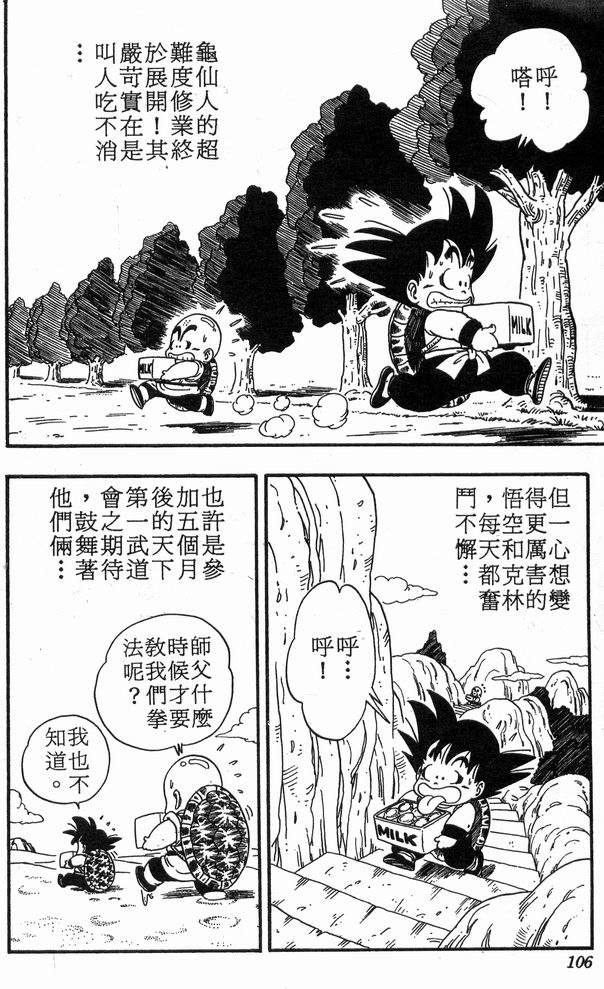 呼！
嗒！
龜仙人的超
難度修業終
於展開！其
嚴苛實在是
叫人吃不消
…
MILK
MILK
但一心想變
得更厲害的
悟空和克林
，每天都奮
鬥不懈…
呼…
呼！
MILK
也許是參
加五個月
後的天下
第一武道
會之期待
，鼓舞著
他們倆…
師父什麼
時候才要
教我們拳
法呢？
我也不
知道。
106